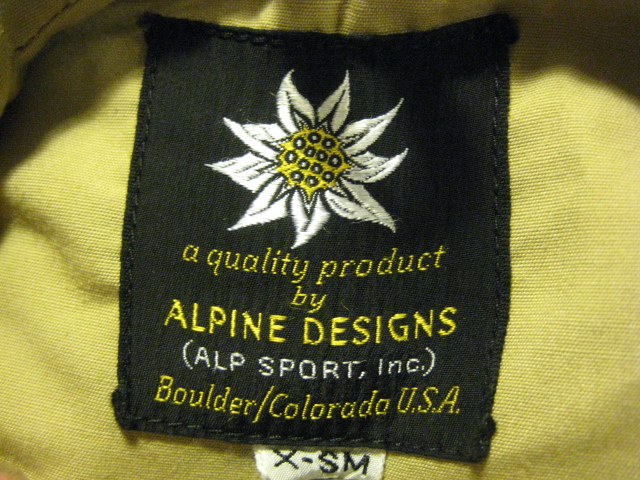 a quality product
by
ALPINE DESIGNS
(ALP SPORT, Inc.)
Boulder/Colorado U.S.A.
X-SM